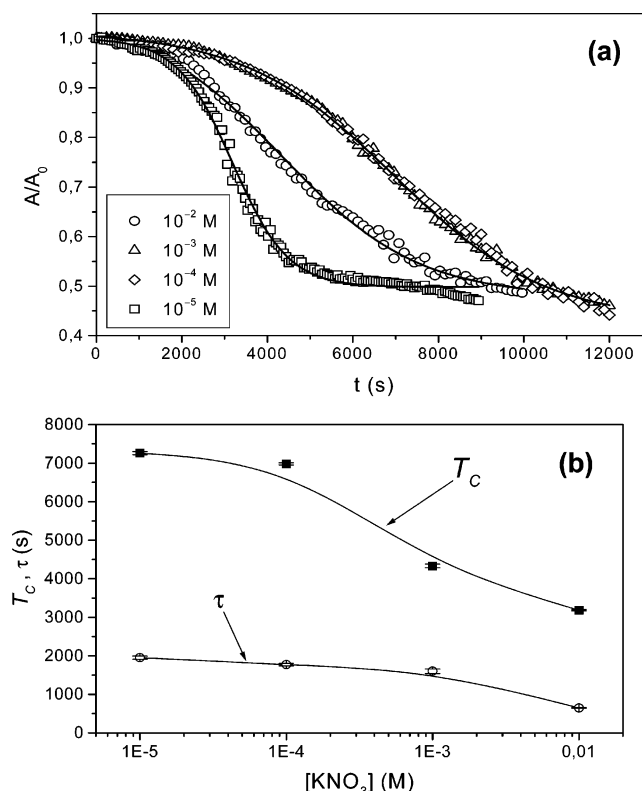 1,0
0,9
0,8
0,7
0,6
0,5
0,4
A/A₀
(a)
10⁻² M
10⁻³ M
10⁻⁴ M
10⁻⁵ M
0 2000 4000 6000 8000 10000 12000
t (s)
8000
7000
6000
5000
4000
3000
2000
1000
0
T_C, τ (s)
(b)
T_C
τ
1E-5 1E-4 1E-3 0,01
[KNO₃] (M)